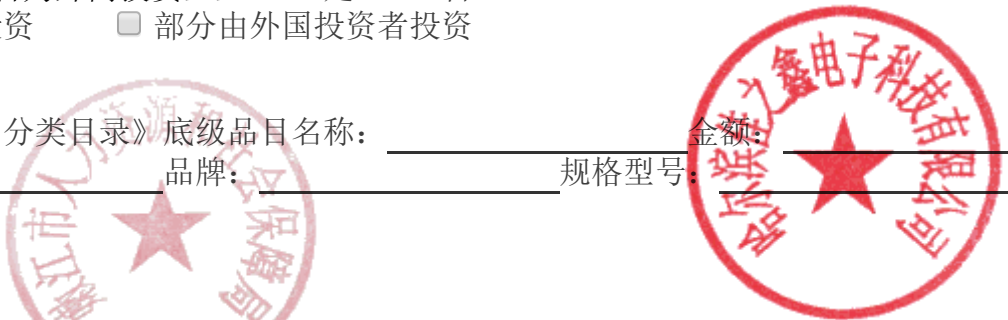 资 部分由外国投资者投资
分类目录》底级品目名称： 金额：
品牌： 规格型号：
哈尔滨胜之鑫电子科技有限公司
嫩江市人力资源和社会保障局